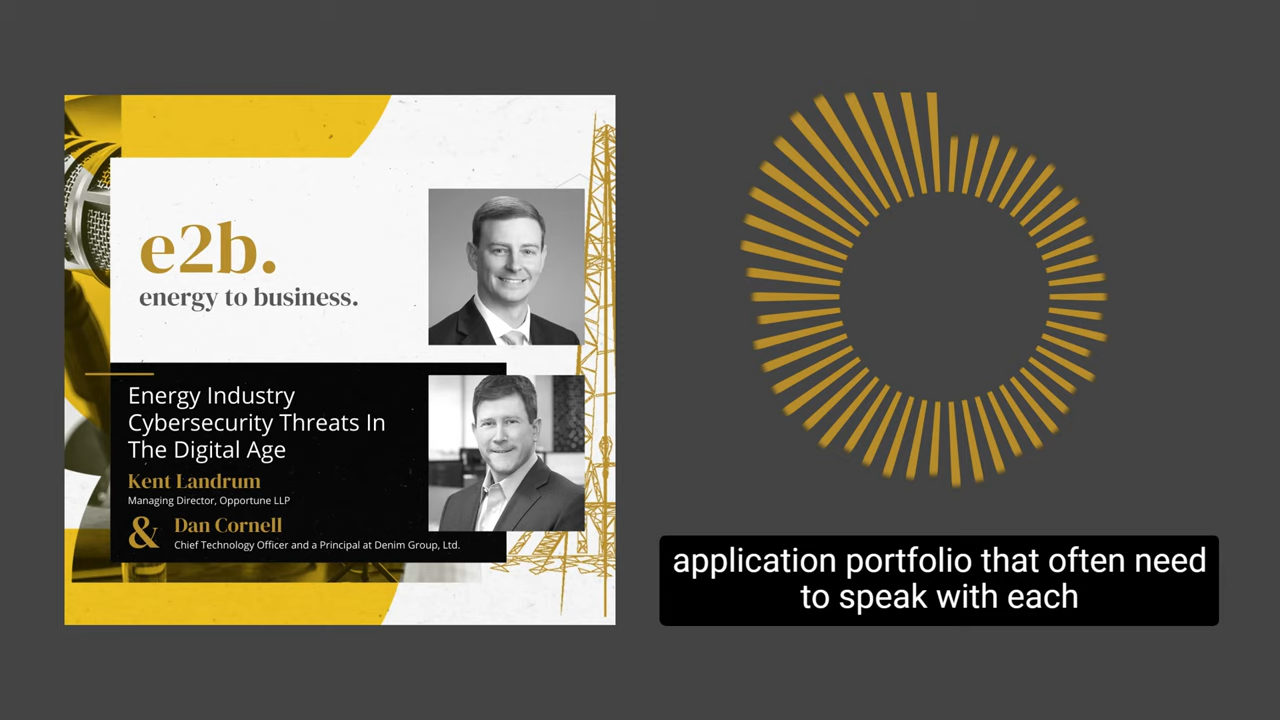 e2b.
energy to business.
Energy Industry
Cybersecurity Threats In
The Digital Age
Kent Landrum
Managing Director, Opportune LLP
& Dan Cornell
Chief Technology Officer and a Principal at Denim Group, Ltd.
application portfolio that often need
to speak with each